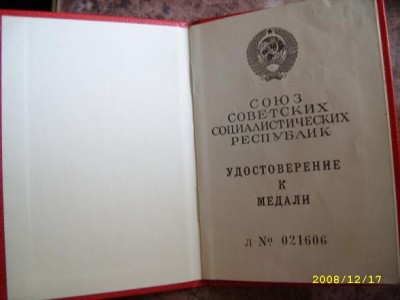 СОЮЗ
СОВЕТСКИХ
СОЦИАЛИСТИЧЕСКИХ
РЕСПУБЛИК
УДОСТОВЕРЕНИЕ
К
МЕДАЛИ
Л № 021606
2008/12/17